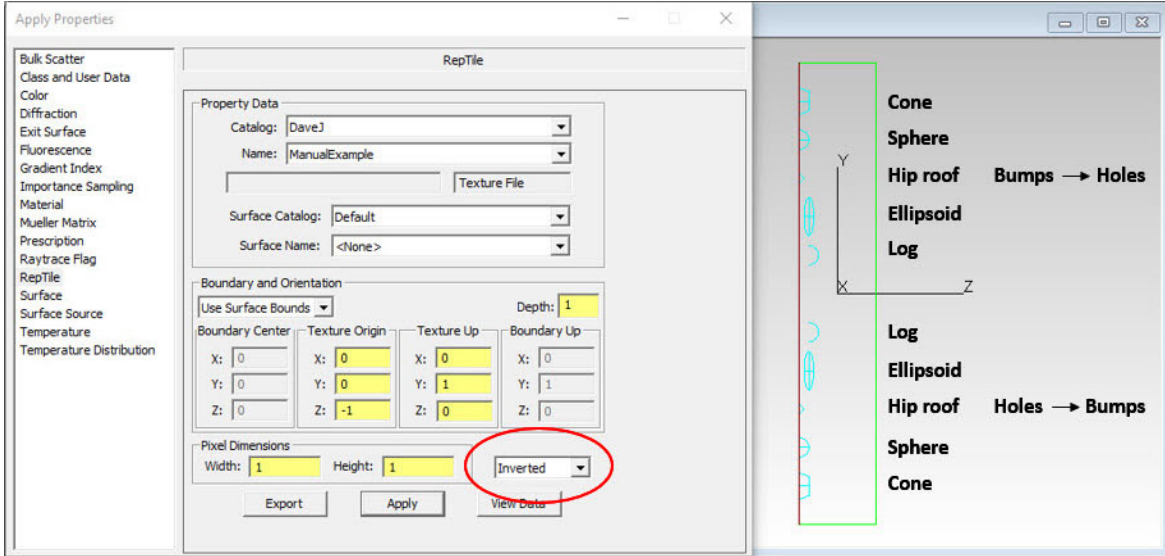 Apply Properties
Bulk Scatter
Class and User Data
Color
Diffraction
Exit Surface
Fluorescence
Gradient Index
Importance Sampling
Material
Mueller Matrix
Prescription
Raytrace Flag
RepTile
Surface
Surface Source
Temperature
Temperature Distribution
RepTile
Property Data
Catalog: DaveJ
Name: ManualExample
Texture File
Surface Catalog: Default
Surface Name: <None>
Boundary and Orientation
Use Surface Bounds
Depth: 1
Boundary Center Texture Origin Texture Up Boundary Up
X: 0 X: 0 X: 0 X: 0
Y: 0 Y: 0 Y: 1 Y: 1
Z: 0 Z: -1 Z: 0 Z: 0
Pixel Dimensions
Width: 1 Height: 1 Inverted
Export Apply View Data
Cone
Sphere
Hip roof Bumps → Holes
Ellipsoid
Log
Y
X
Z
Log
Ellipsoid
Hip roof Holes → Bumps
Sphere
Cone